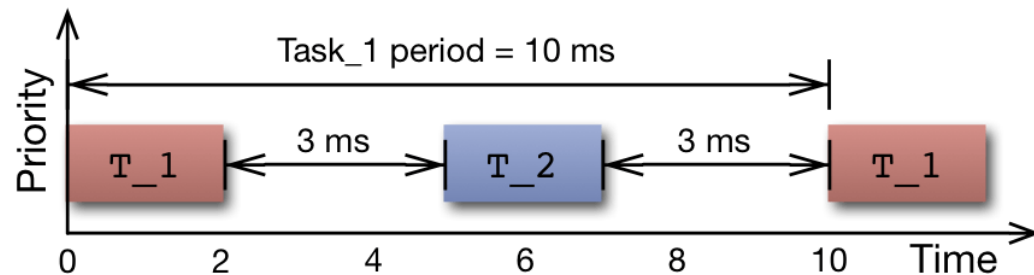 Task_1 period = 10 ms
Priority
T_1
3 ms
T_2
3 ms
T_1
0 2 4 6 8 10 Time